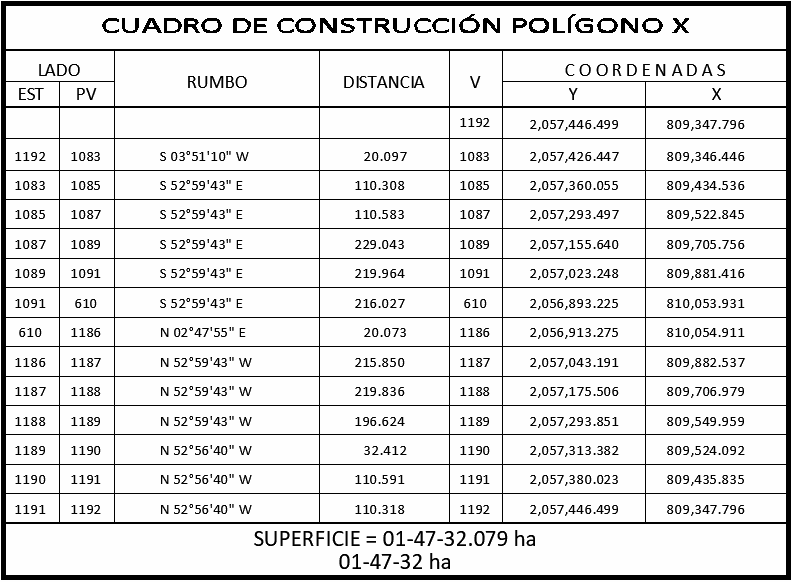 CUADRO DE CONSTRUCCIÓN POLÍGONO X
LADO RUMBO DISTANCIA V COORDENADAS
EST PV Y X
1192 2,057,446.499 809,347.796
1192 1083 S 03°51'10" W 20.097 1083 2,057,426.447 809,346.446
1083 1085 S 52°59'43" E 110.308 1085 2,057,360.055 809,434.536
1085 1087 S 52°59'43" E 110.583 1087 2,057,293.497 809,522.845
1087 1089 S 52°59'43" E 229.043 1089 2,057,155.640 809,705.756
1089 1091 S 52°59'43" E 219.964 1091 2,057,023.248 809,881.416
1091 610 S 52°59'43" E 216.027 610 2,056,893.225 810,053.931
610 1186 N 02°47'55" E 20.073 1186 2,056,913.275 810,054.911
1186 1187 N 52°59'43" W 215.850 1187 2,057,043.191 809,882.537
1187 1188 N 52°59'43" W 219.836 1188 2,057,175.506 809,706.979
1188 1189 N 52°59'43" W 196.624 1189 2,057,293.851 809,549.959
1189 1190 N 52°56'40" W 32.412 1190 2,057,313.382 809,524.092
1190 1191 N 52°56'40" W 110.591 1191 2,057,380.023 809,435.835
1191 1192 N 52°56'40" W 110.318 1192 2,057,446.499 809,347.796
SUPERFICIE = 01-47-32.079 ha
01-47-32 ha